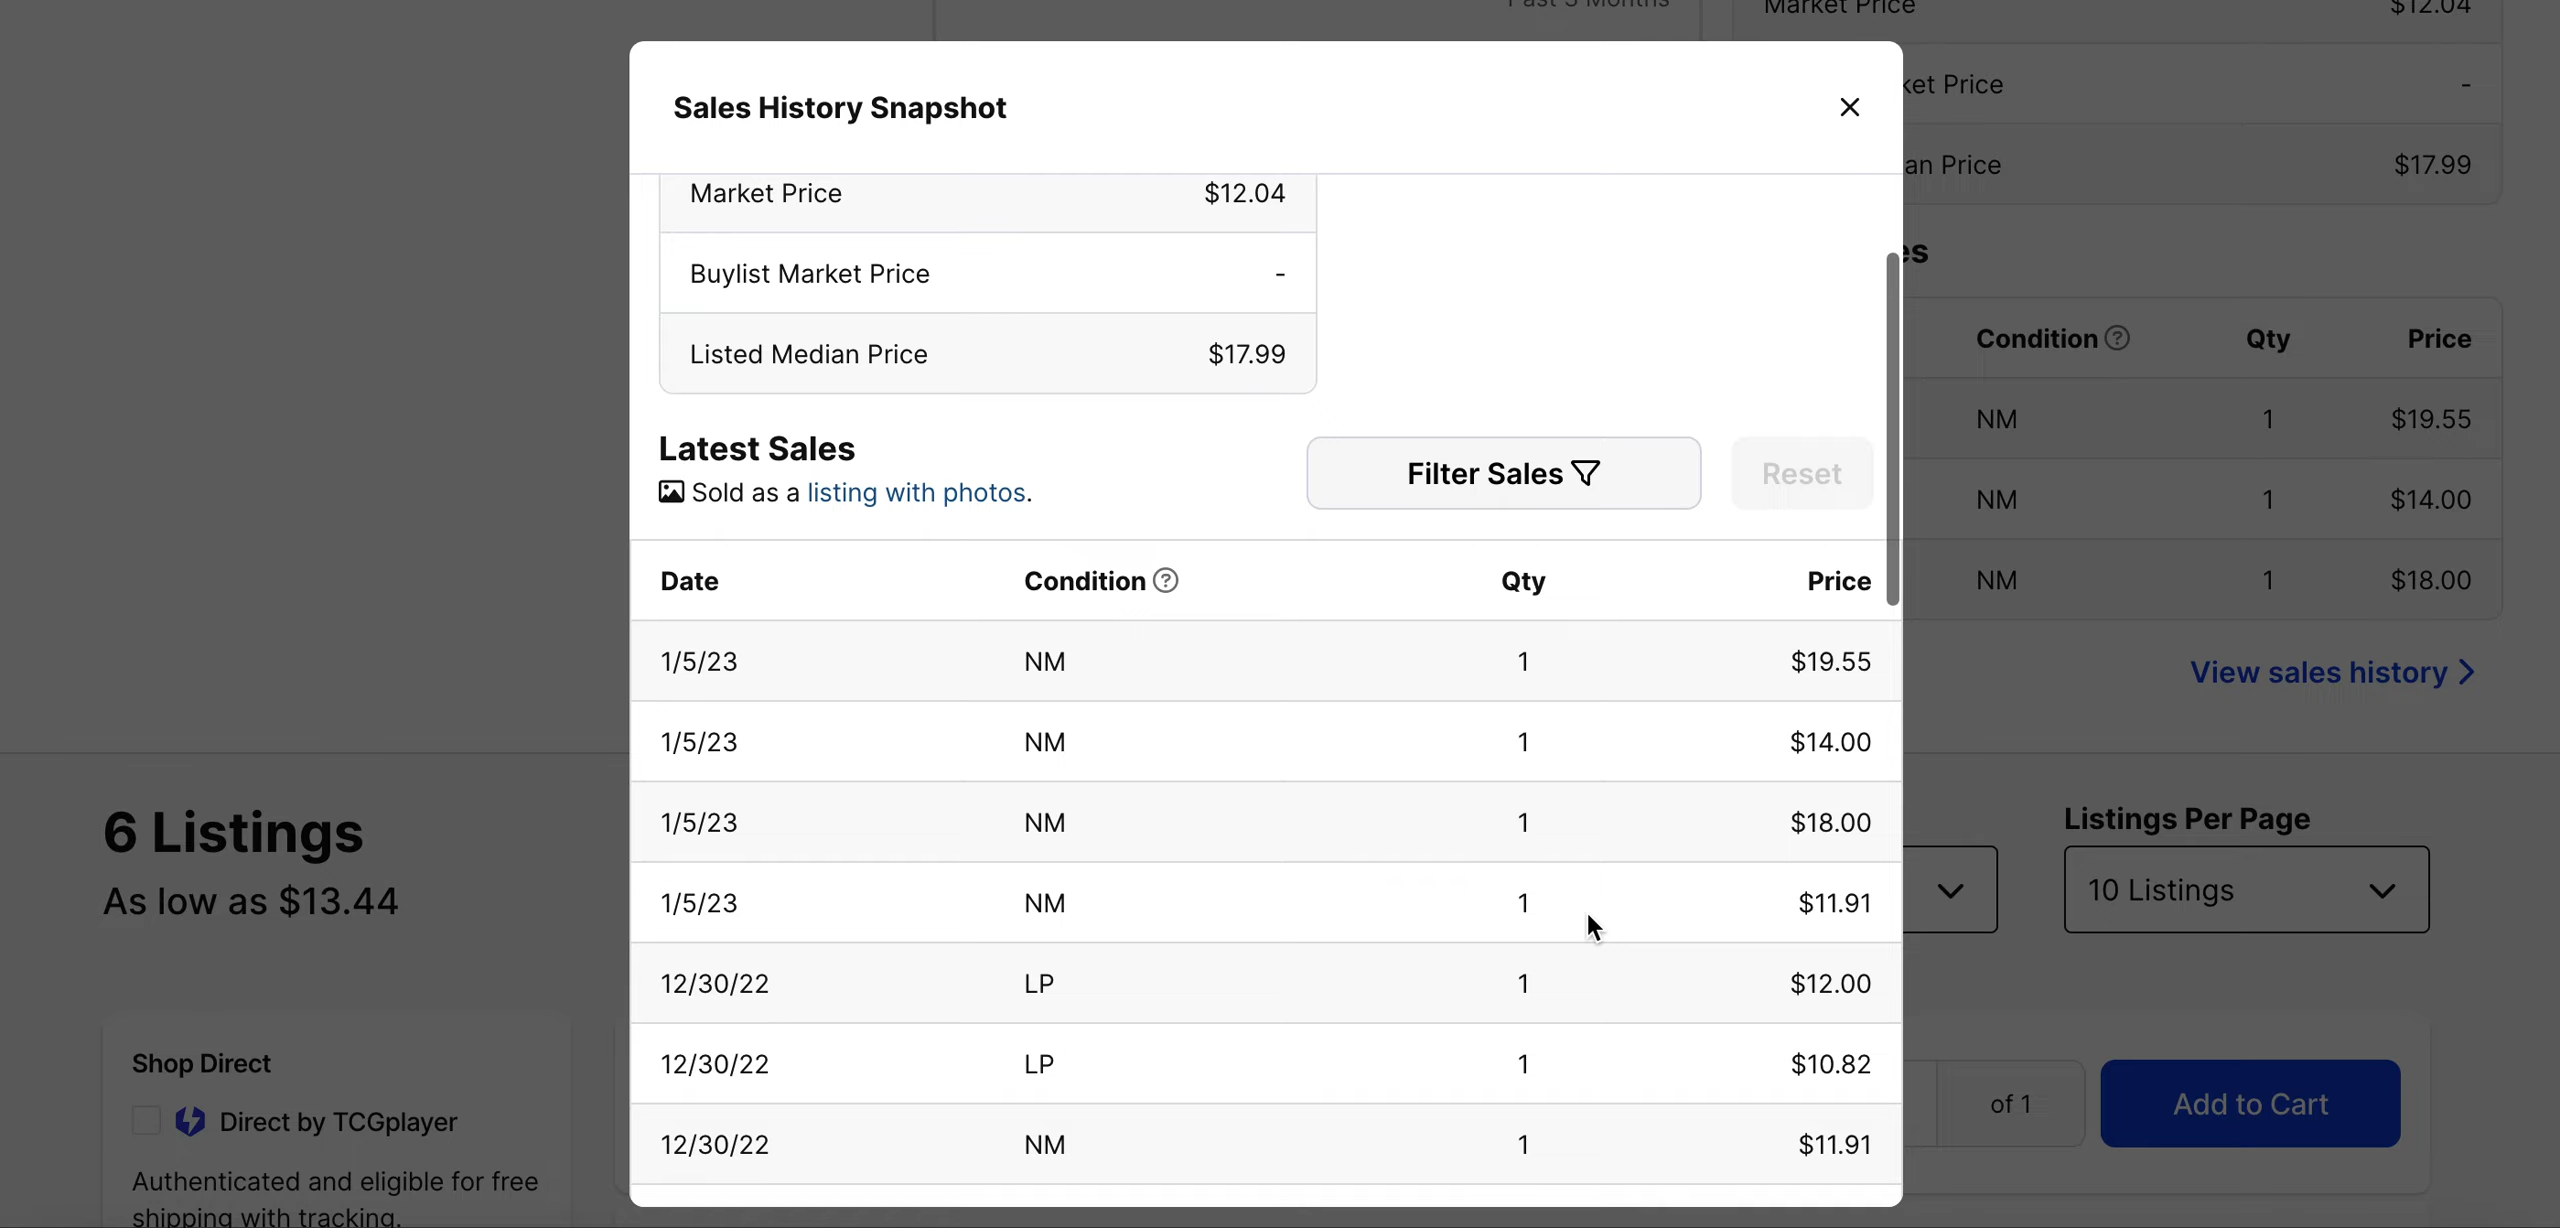 Past 3 Months
Market Price $12.04
Sales History Snapshot
ket Price -
an Price $17.99
Market Price $12.04
Buylist Market Price -
Listed Median Price $17.99
es
Condition ? Qty Price
NM 1 $19.55
NM 1 $14.00
NM 1 $18.00
View sales history
Latest Sales
Sold as a listing with photos.
Filter Sales
Reset
Date Condition ? Qty Price
1/5/23 NM 1 $19.55
1/5/23 NM 1 $14.00
1/5/23 NM 1 $18.00
1/5/23 NM 1 $11.91
12/30/22 LP 1 $12.00
12/30/22 LP 1 $10.82
12/30/22 NM 1 $11.91
6 Listings
As low as $13.44
Listings Per Page
10 Listings
Shop Direct
Direct by TCGplayer
Authenticated and eligible for free
shipping with tracking.
of 1
Add to Cart